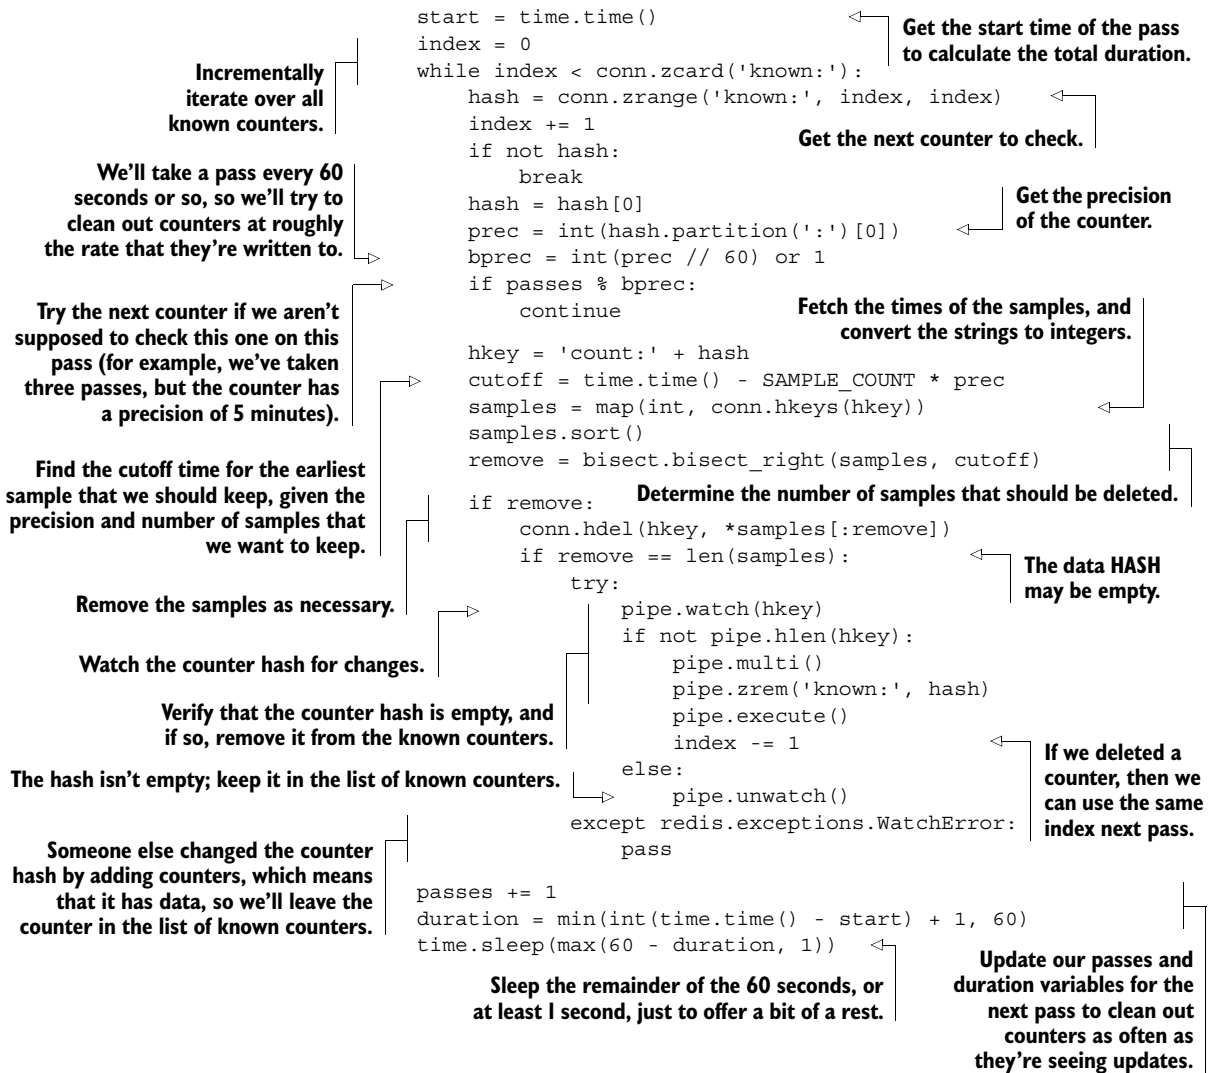 start = time.time()
index = 0
while index < conn.zcard('known:'):
hash = conn.zrange('known:', index, index)
index += 1
if not hash:
break
hash = hash[0]
prec = int(hash.partition(':')[0])
bprec = int(prec // 60) or 1
if passes % bprec:
continue
hkey = 'count:' + hash
cutoff = time.time() - SAMPLE_COUNT * prec
samples = map(int, conn.hkeys(hkey))
samples.sort()
remove = bisect.bisect_right(samples, cutoff)
if remove:
conn.hdel(hkey, *samples[:remove])
if remove == len(samples):
try:
pipe.watch(hkey)
if not pipe.hlen(hkey):
pipe.multi()
pipe.zrem('known:', hash)
pipe.execute()
index -= 1
else:
pipe.unwatch()
except redis.exceptions.WatchError:
pass
passes += 1
duration = min(int(time.time() - start) + 1, 60)
time.sleep(max(60 - duration, 1))
Get the start time of the pass
to calculate the total duration.
Incrementally
iterate over all
known counters.
Get the next counter to check.
We'll take a pass every 60
seconds or so, so we'll try to
clean out counters at roughly
the rate that they're written to.
Get the precision
of the counter.
Try the next counter if we aren't
supposed to check this one on this
pass (for example, we've taken
three passes, but the counter has
a precision of 5 minutes).
Fetch the times of the samples, and
convert the strings to integers.
Find the cutoff time for the earliest
sample that we should keep, given the
precision and number of samples that
we want to keep.
Determine the number of samples that should be deleted.
Remove the samples as necessary.
The data HASH
may be empty.
Watch the counter hash for changes.
Verify that the counter hash is empty, and
if so, remove it from the known counters.
The hash isn't empty; keep it in the list of known counters.
If we deleted a
counter, then we
can use the same
index next pass.
Someone else changed the counter
hash by adding counters, which means
that it has data, so we'll leave the
counter in the list of known counters.
Sleep the remainder of the 60 seconds, or
at least 1 second, just to offer a bit of a rest.
Update our passes and
duration variables for the
next pass to clean out
counters as often as
they're seeing updates.